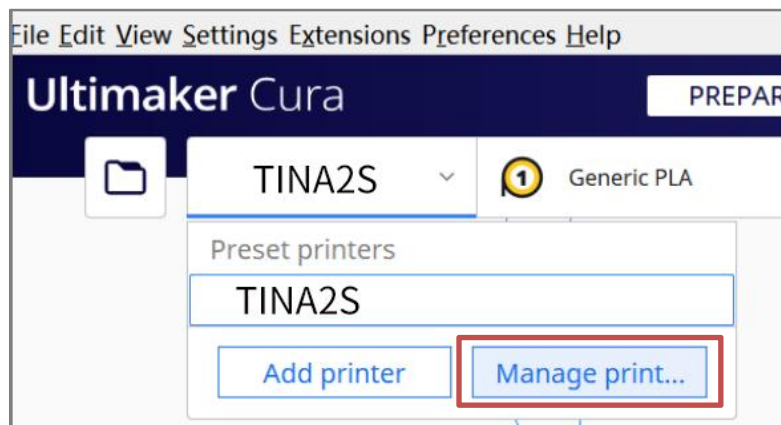 File Edit View Settings Extensions Preferences Help
Ultimaker Cura PREPAR
TINA2S 1 Generic PLA
Preset printers
TINA2S
Add printer Manage print...